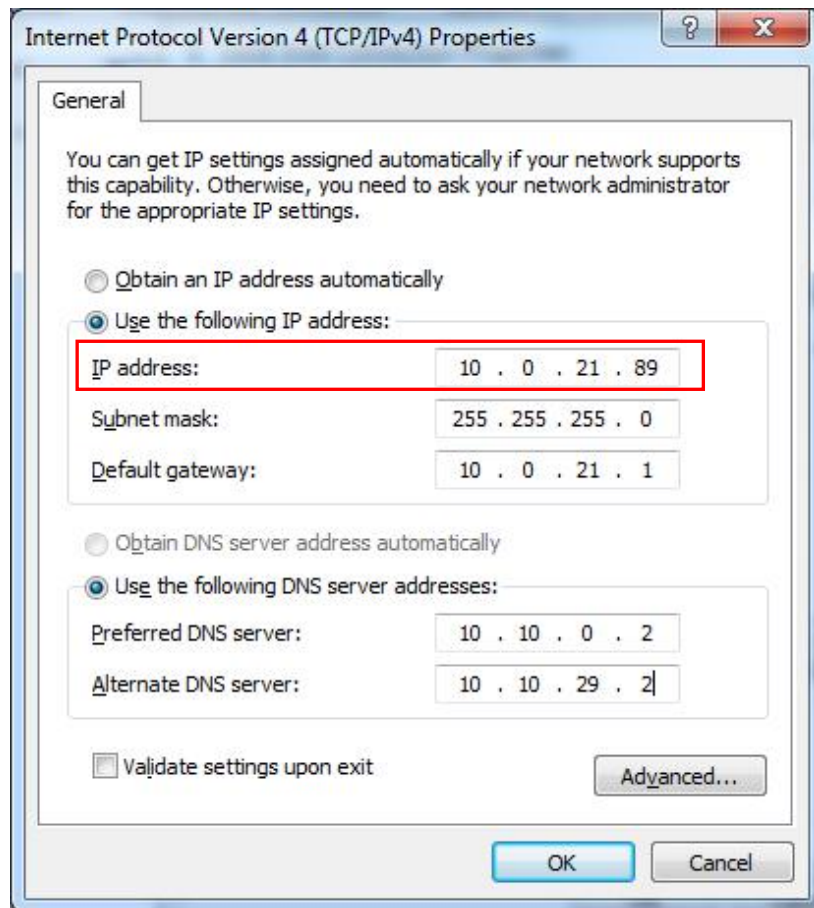 Internet Protocol Version 4 (TCP/IPv4) Properties
?
X
General
You can get IP settings assigned automatically if your network supports
this capability. Otherwise, you need to ask your network administrator
for the appropriate IP settings.
Obtain an IP address automatically
Use the following IP address:
IP address: 10 . 0 . 21 . 89
Subnet mask: 255 . 255 . 255 . 0
Default gateway: 10 . 0 . 21 . 1
Obtain DNS server address automatically
Use the following DNS server addresses:
Preferred DNS server: 10 . 10 . 0 . 2
Alternate DNS server: 10 . 10 . 29 . 2
Validate settings upon exit
Advanced...
OK Cancel